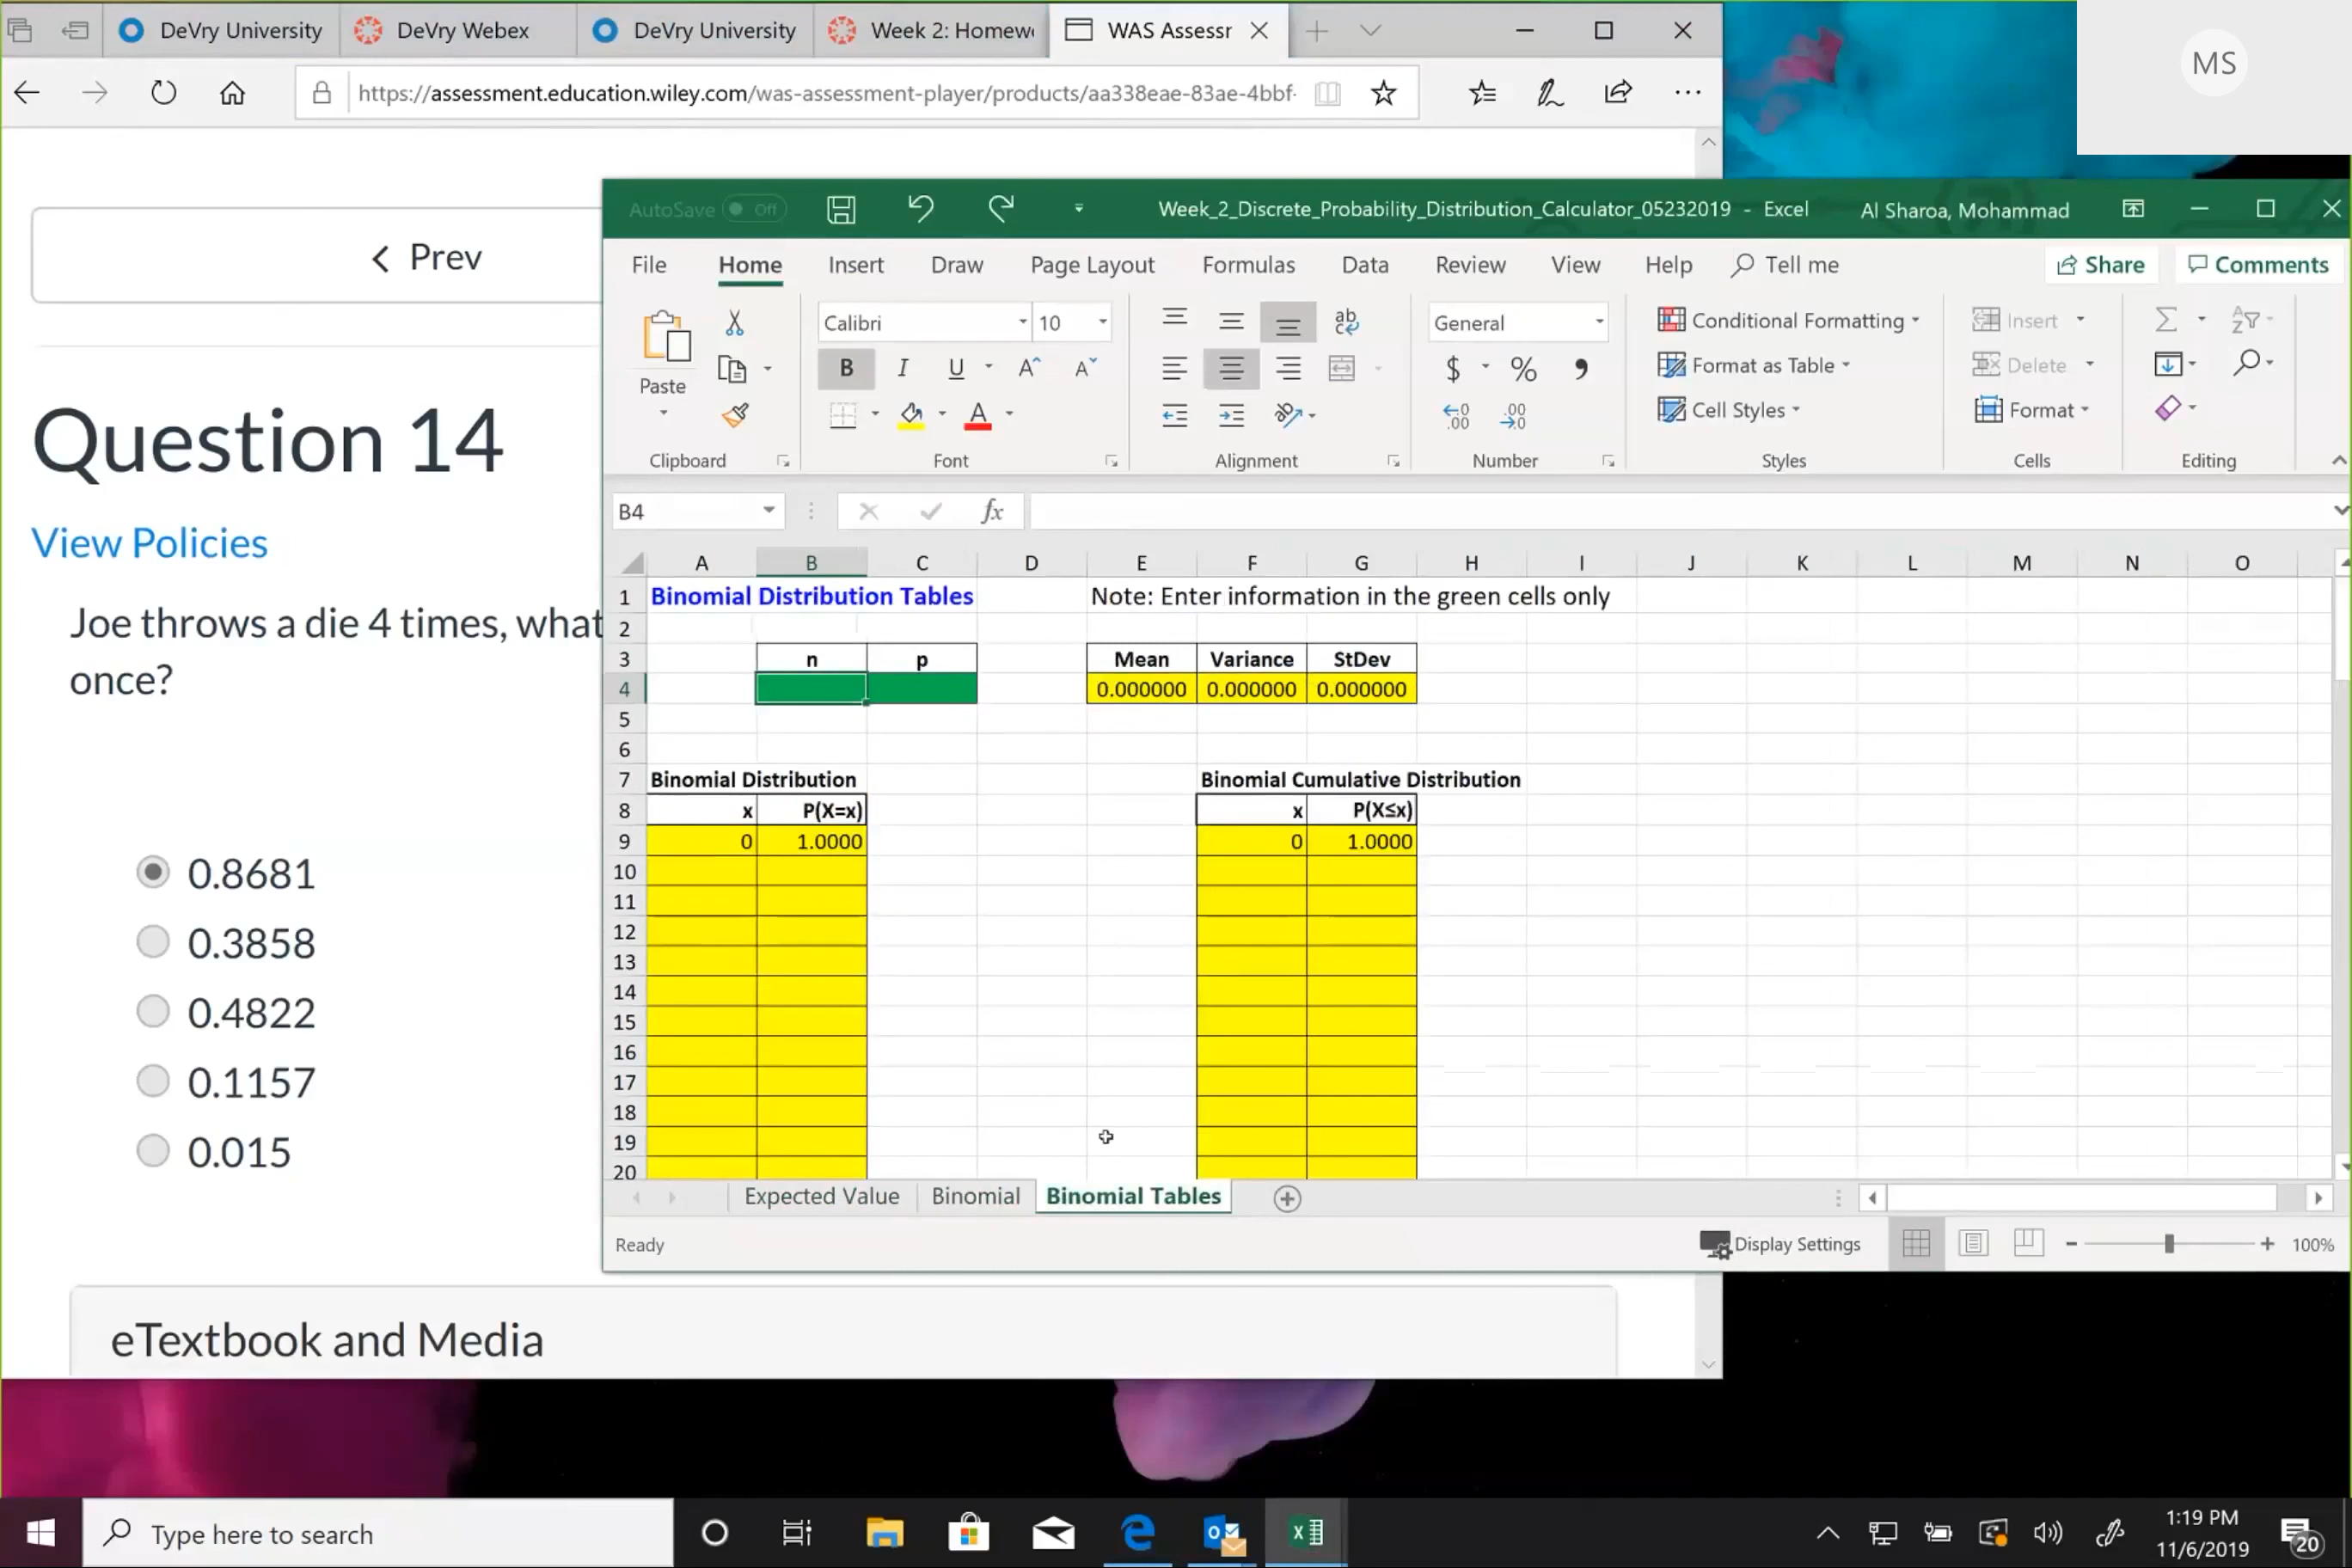 DeVry University
DeVry Webex
DeVry University
Week 2: Homew
WAS Assessr
https://assessment.education.wiley.com/was-assessment-player/products/aa338eae-83ae-4bbf-
MS
Prev
Question 14
View Policies
Joe throws a die 4 times, what
once?
0.8681
0.3858
0.4822
0.1157
0.015
eTextbook and Media
AutoSave Off
Week_2_Discrete_Probability_Distribution_Calculator_05232019 - Excel
Al Sharoa, Mohammad
File Home Insert Draw Page Layout Formulas Data Review View Help Tell me Share Comments
Paste
Clipboard
Calibri 10
B I U A A
A
Font
ab
c
Alignment
General
$ % ,
.00 .00
Number
Conditional Formatting
Format as Table
Cell Styles
Styles
Insert
Delete
Format
Cells
Editing
B4 fx
A B C D E F G H I J K L M N O
1 Binomial Distribution Tables Note: Enter information in the green cells only
2
3 n p Mean Variance StDev
4 0.000000 0.000000 0.000000
5
6
7 Binomial Distribution Binomial Cumulative Distribution
8 x P(X=x) x P(X≤x)
9 0 1.0000 0 1.0000
10
11
12
13
14
15
16
17
18
19
20
Expected Value Binomial Binomial Tables
Ready Display Settings 100%
Type here to search
1:19 PM
11/6/2019
20